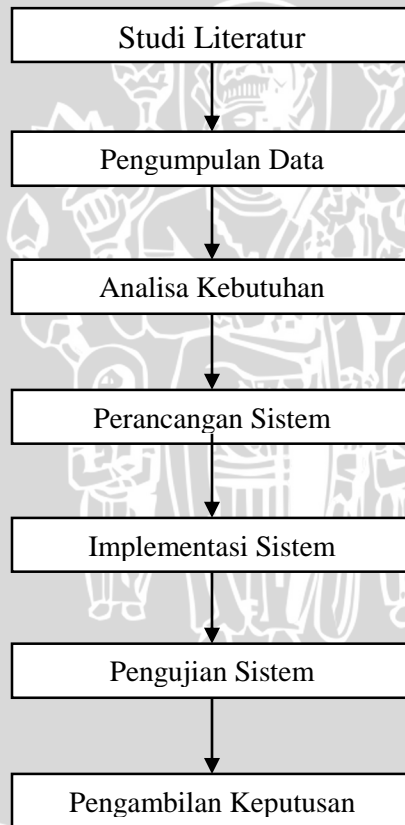 Studi Literatur
Pengumpulan Data
Analisa Kebutuhan
Perancangan Sistem
Implementasi Sistem
Pengujian Sistem
Pengambilan Keputusan